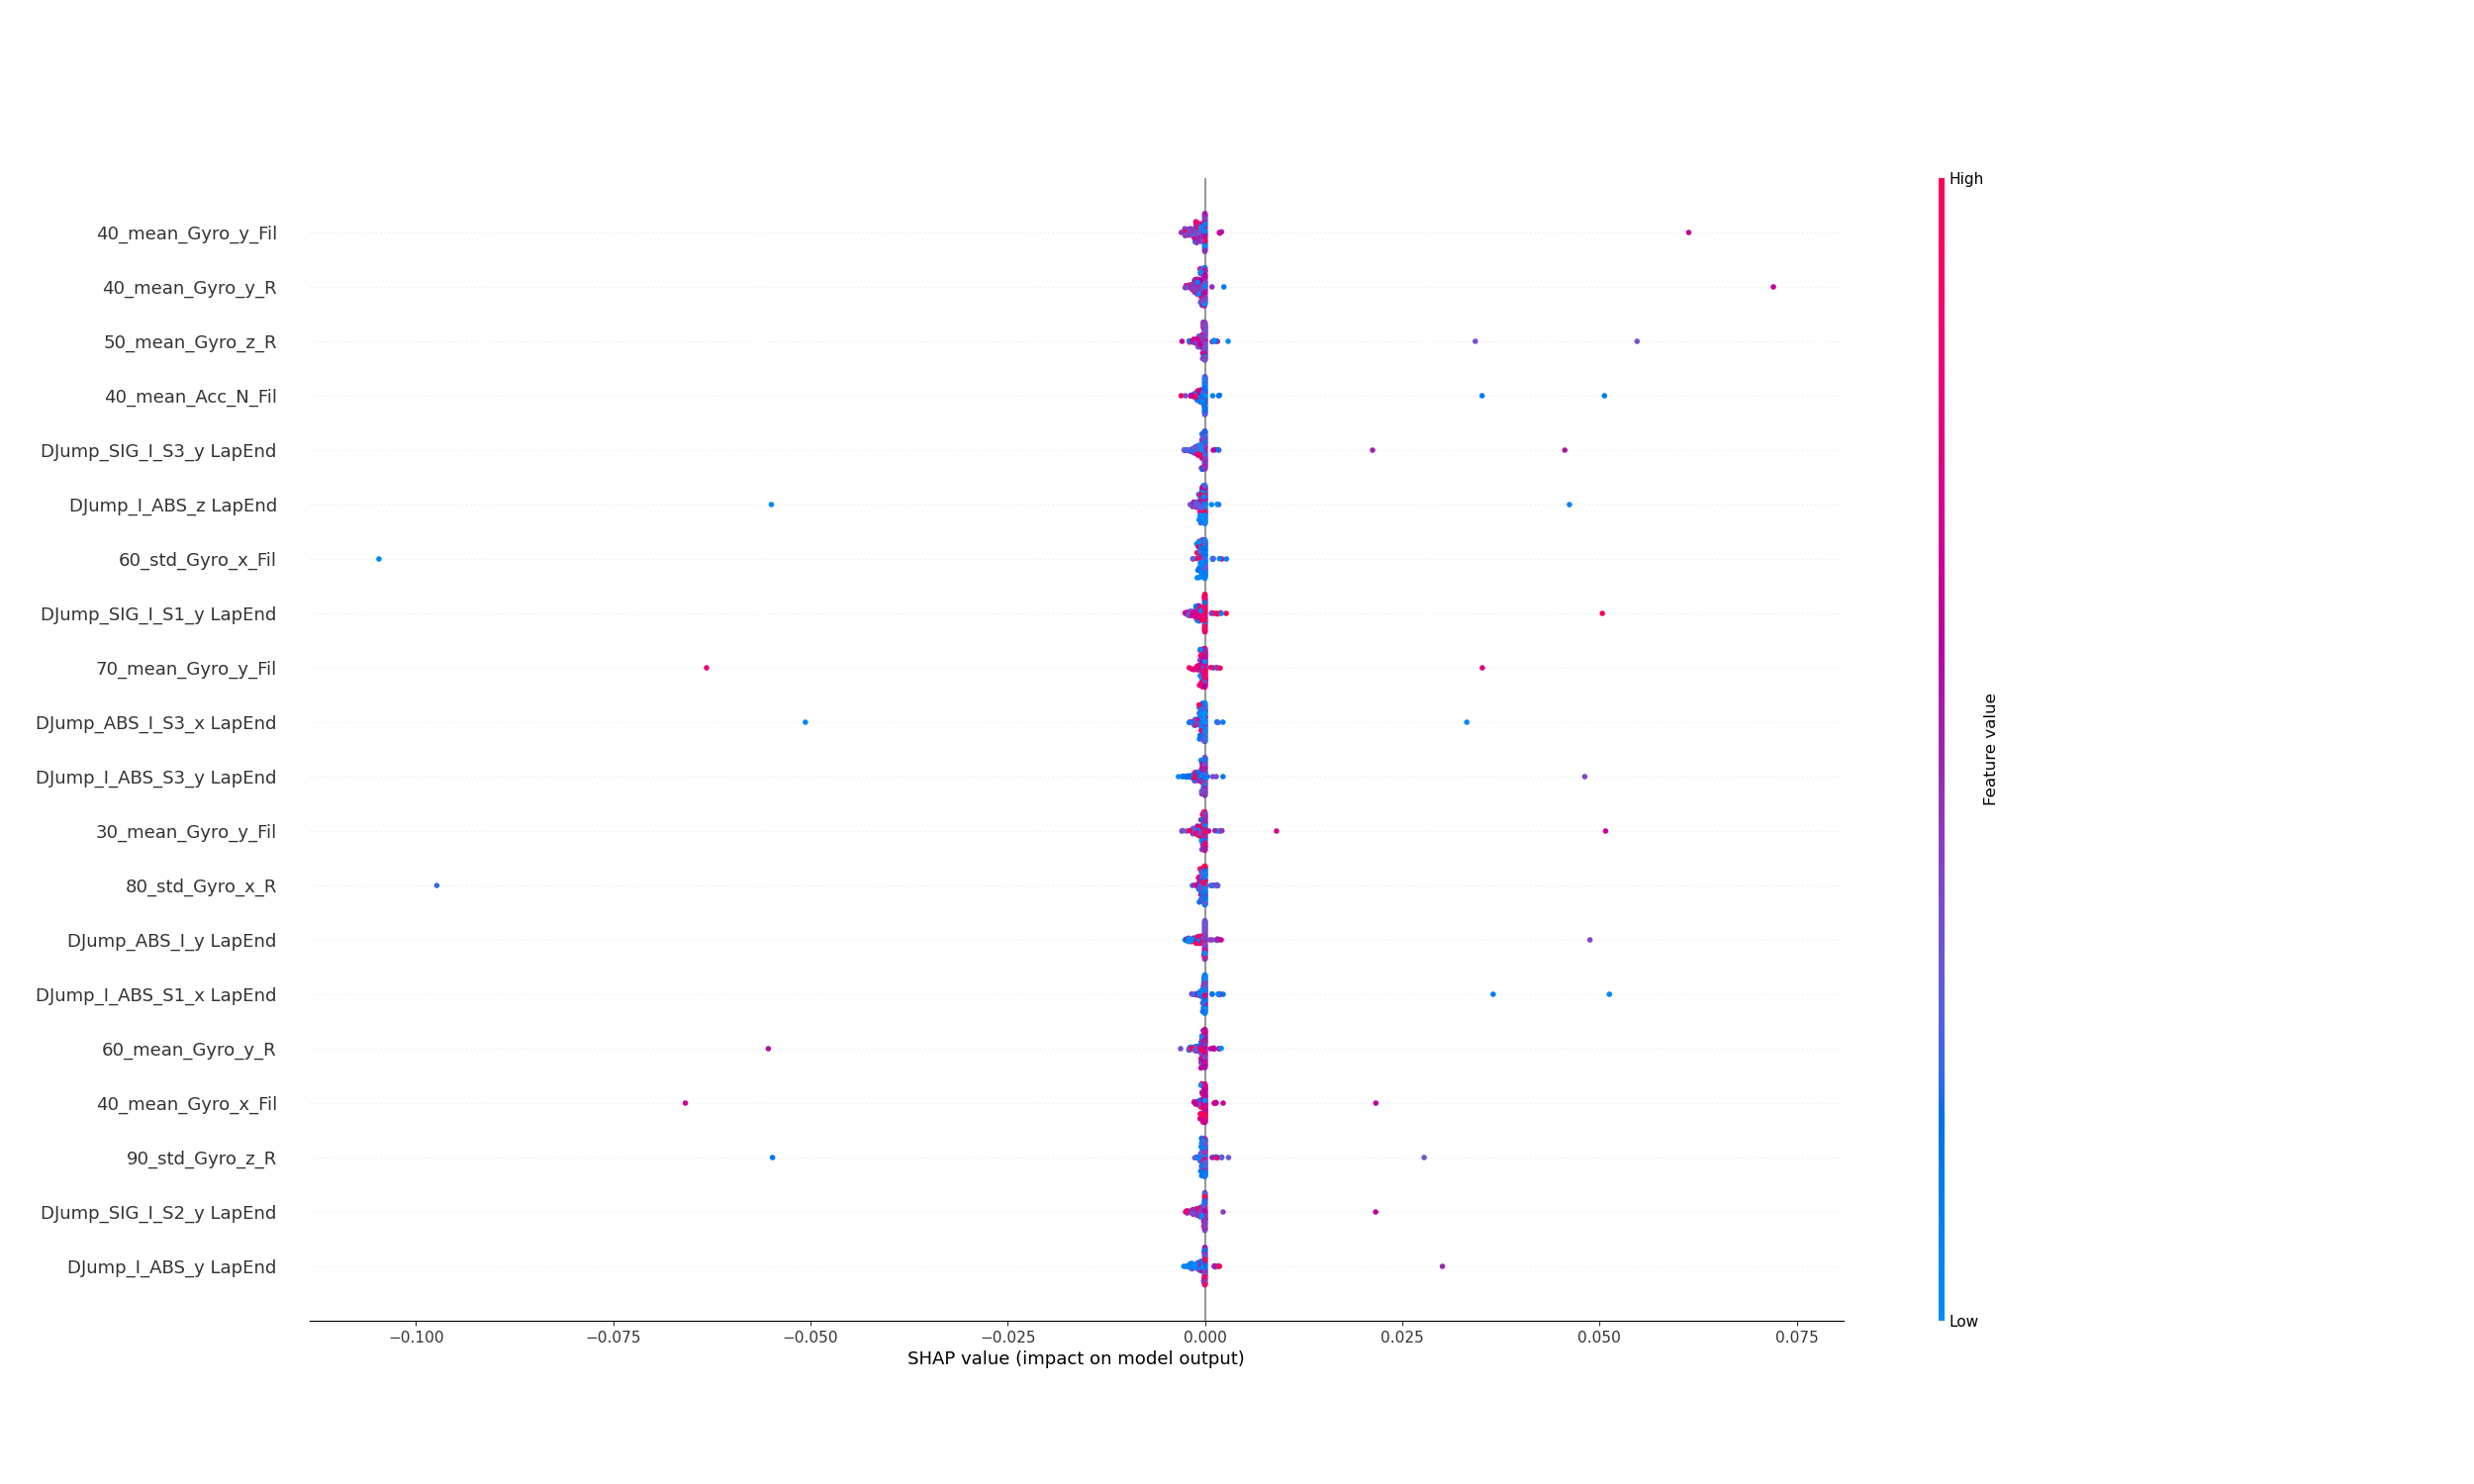 High
40_mean_Gyro_y_Fil
40_mean_Gyro_y_R
50_mean_Gyro_z_R
40_mean_Acc_N_Fil
DJump_SIG_I_S3_y LapEnd
DJump_I_ABS_z LapEnd
60_std_Gyro_x_Fil
DJump_SIG_I_S1_y LapEnd
70_mean_Gyro_y_Fil
DJump_ABS_I_S3_x LapEnd
DJump_I_ABS_S3_y LapEnd
30_mean_Gyro_y_Fil
80_std_Gyro_x_R
DJump_ABS_I_y LapEnd
DJump_I_ABS_S1_x LapEnd
60_mean_Gyro_y_R
40_mean_Gyro_x_Fil
90_std_Gyro_z_R
DJump_SIG_I_S2_y LapEnd
DJump_I_ABS_y LapEnd
Feature value
Low
−0.100 −0.075 −0.050 −0.025 0.000 0.025 0.050 0.075
SHAP value (impact on model output)